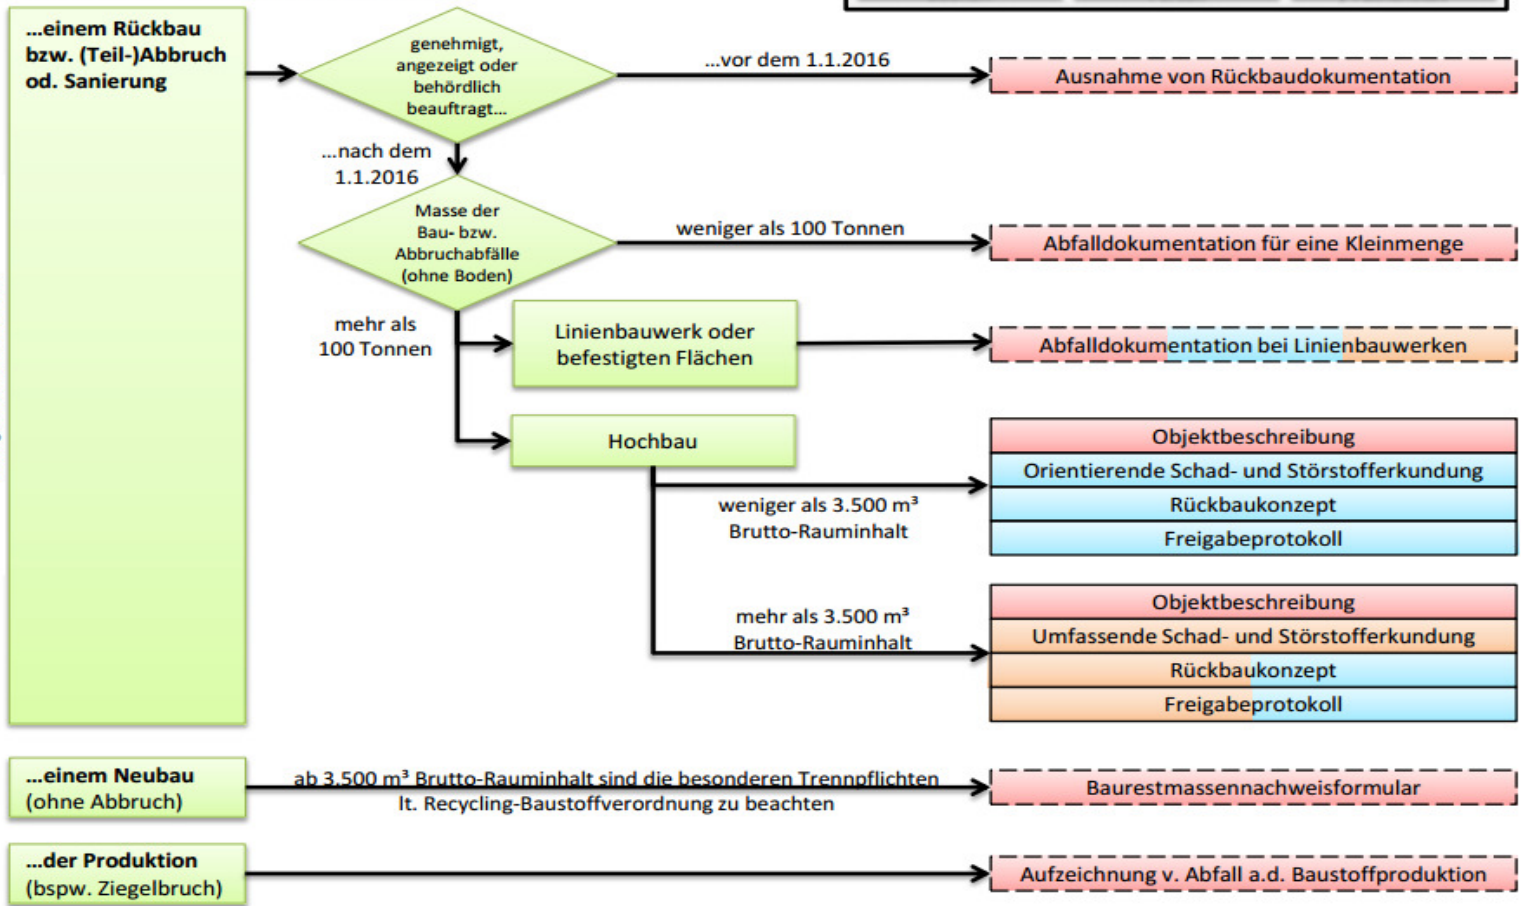 ...einem Rückbau
bzw. (Teil-)Abbruch
od. Sanierung
genehmigt,
angezeigt oder
behördlich
beauftragt...
...vor dem 1.1.2016
Ausnahme von Rückbaudokumentation
...nach dem
1.1.2016
Masse der
Bau- bzw.
Abbruchabfälle
(ohne Boden)
weniger als 100 Tonnen
Abfalldokumentation für eine Kleinmenge
mehr als
100 Tonnen
Linienbauwerk oder
befestigten Flächen
Abfalldokumentation bei Linienbauwerken
Hochbau
weniger als 3.500 m³
Brutto-Rauminhalt
Objektbeschreibung
Orientierende Schad- und Störstofferkundung
Rückbaukonzept
Freigabeprotokoll
mehr als 3.500 m³
Brutto-Rauminhalt
Objektbeschreibung
Umfassende Schad- und Störstofferkundung
Rückbaukonzept
Freigabeprotokoll
...einem Neubau
(ohne Abbruch)
ab 3.500 m³ Brutto-Rauminhalt sind die besonderen Trennpflichten
lt. Recycling-Baustoffverordnung zu beachten
Baurestmassennachweisformular
...der Produktion
(bspw. Ziegelbruch)
Aufzeichnung v. Abfall a.d. Baustoffproduktion